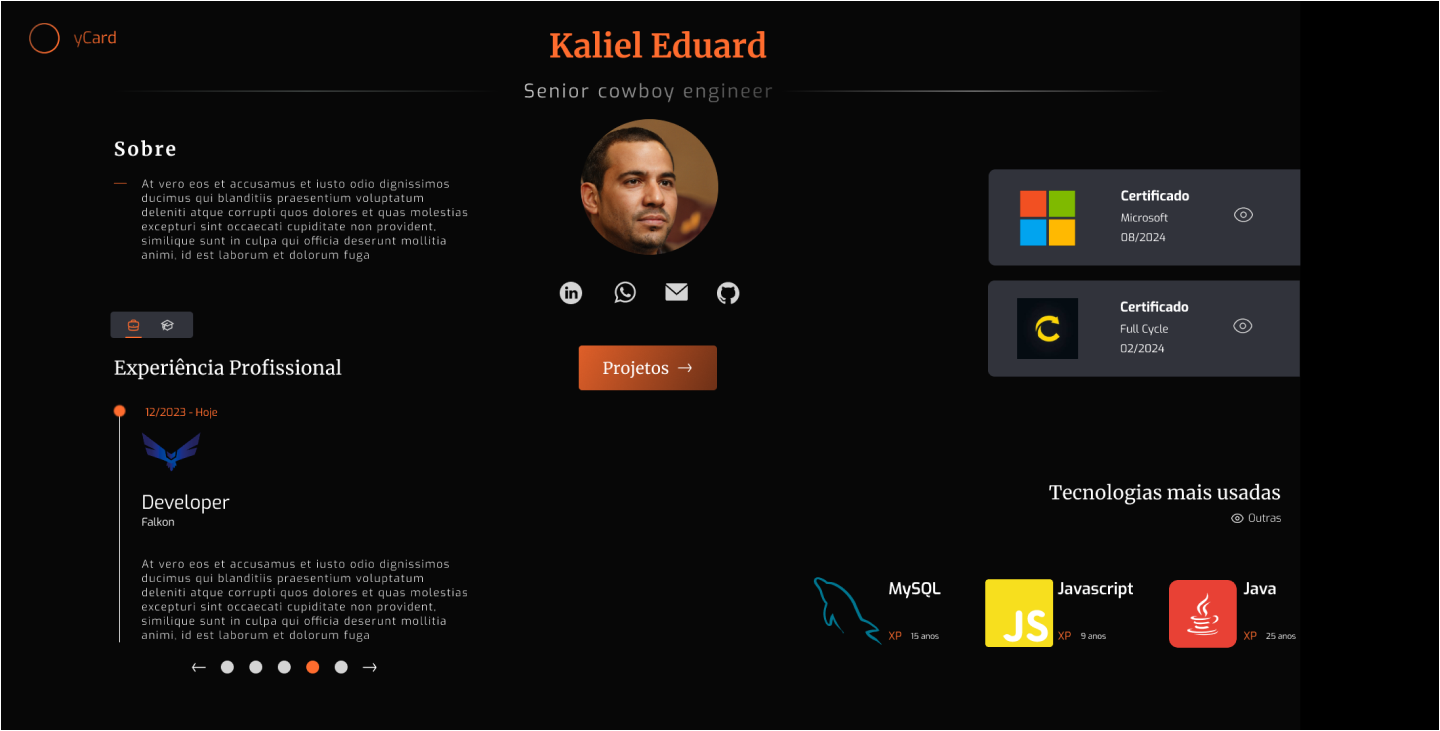 yCard
Kaliel Eduard
Senior cowboy engineer
Sobre
At vero eos et accusamus et iusto odio dignissimos
ducimus qui blanditiis praesentium voluptatum
deleniti atque corrupti quos dolores et quas molestias
excepturi sint occaecati cupiditate non provident,
similique sunt in culpa qui officia deserunt mollitia
animi, id est laborum et dolorum fuga
Experiência Profissional
12/2023 - Hoje
Developer
Falkon
At vero eos et accusamus et iusto odio dignissimos
ducimus qui blanditiis praesentium voluptatum
deleniti atque corrupti quos dolores et quas molestias
excepturi sint occaecati cupiditate non provident,
similique sunt in culpa qui officia deserunt mollitia
animi, id est laborum et dolorum fuga
in
Projetos →
Certificado
Microsoft
08/2024
Certificado
Full Cycle
02/2024
Tecnologias mais usadas
Outras
MySQL
XP 15 anos
JS
Javascript
XP 9 anos
Java
XP 25 anos